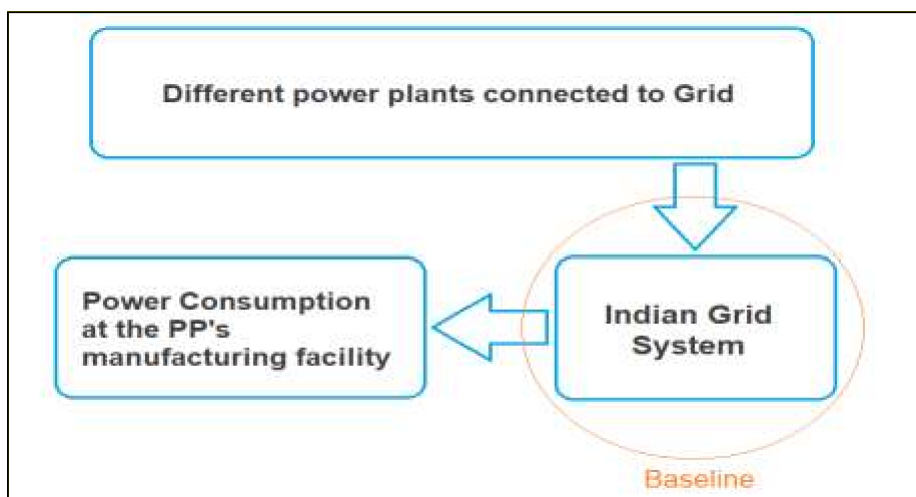 Different power plants connected to Grid
Power Consumption
at the PP's
manufacturing facility
Indian Grid
System
Baseline